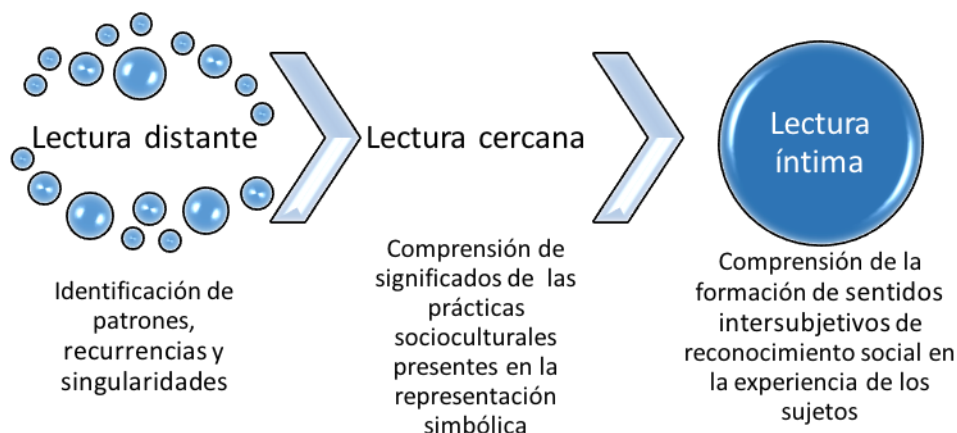 Lectura distante
Identificación de
patrones,
recurrencias y
singularidades
Lectura cercana
Comprensión de
significados de las
prácticas
socioculturales
presentes en la
representación
simbólica
Lectura
íntima
Comprensión de la
formación de sentidos
intersubjetivos de
reconocimiento social en
la experiencia de los
sujetos